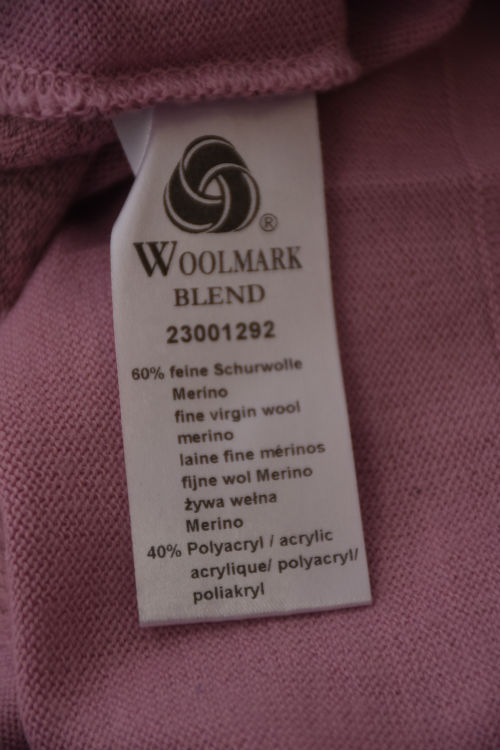 ®
WOOLMARK
BLEND
23001292
60% feine Schurwolle
Merino
fine virgin wool
merino
laine fine mérinos
fijne wol Merino
żywa wełna
Merino
40% Polyacryl / acrylic
acrylique/ polyacryl/
poliakryl